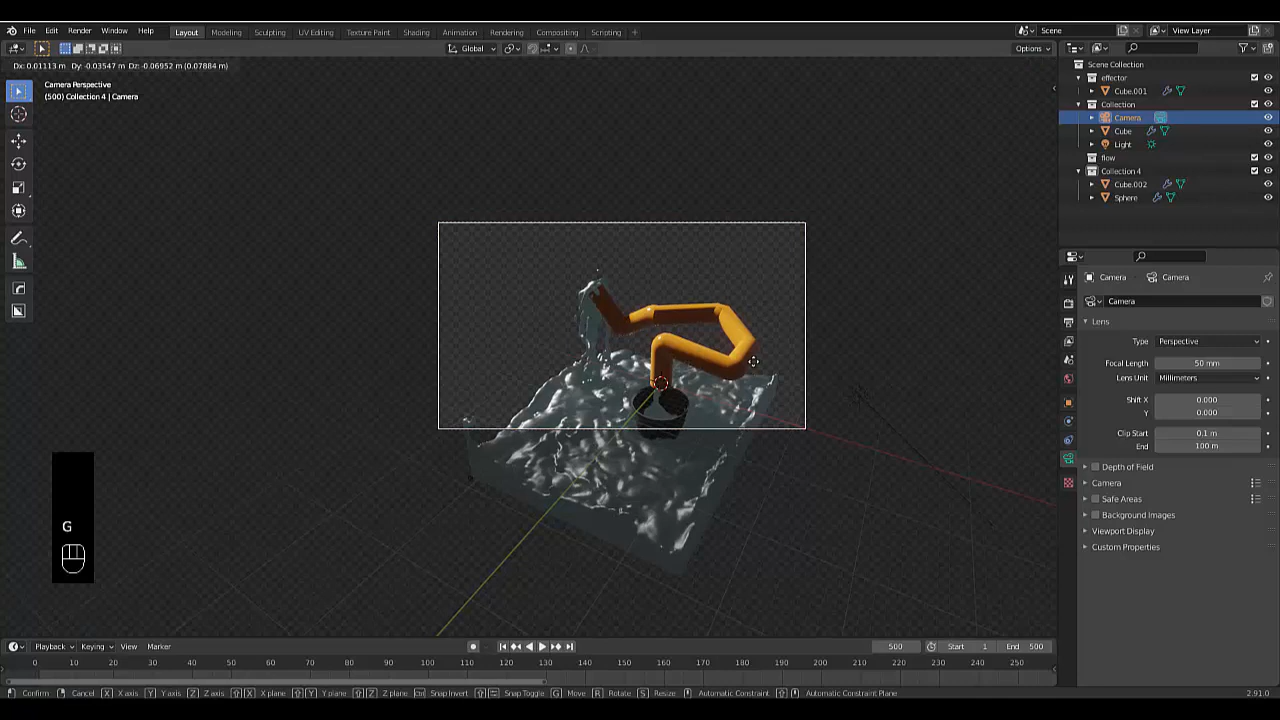 File Edit Render Window Help Layout Modeling Sculpting UV Editing Texture Paint Shading Animation Rendering Compositing Scripting + Scene View Layer
Global Options
Dx: 0.01113 m Dy: -0.03547 m Dz: -0.06952 m (0.07884 m)
Camera Perspective
(500) Collection 4 | Camera
Scene Collection
effector
Cube.001
Collection
Camera
Cube
Light
flow
Collection 4
Cube.002
Sphere
Camera Camera
Camera
Lens
Type Perspective
Focal Length 50 mm
Lens Unit Millimeters
Shift X 0.000
Y 0.000
Clip Start 0.1 m
End 100 m
Depth of Field
Camera
Safe Areas
Background Images
Viewport Display
Custom Properties
G
Playback Keying View Marker 500 Start 1 End 500
0 10 20 30 40 50 60 70 80 90 100 110 120 130 140 150 160 170 180 190 200 210 220 230 240 250
Confirm Cancel X X axis Y Y axis Z Z axis X X plane Y Y plane Z Z plane Snap Invert Snap Toggle G Move R Rotate S Resize Automatic Constraint Automatic Constraint Plane 2.91.0